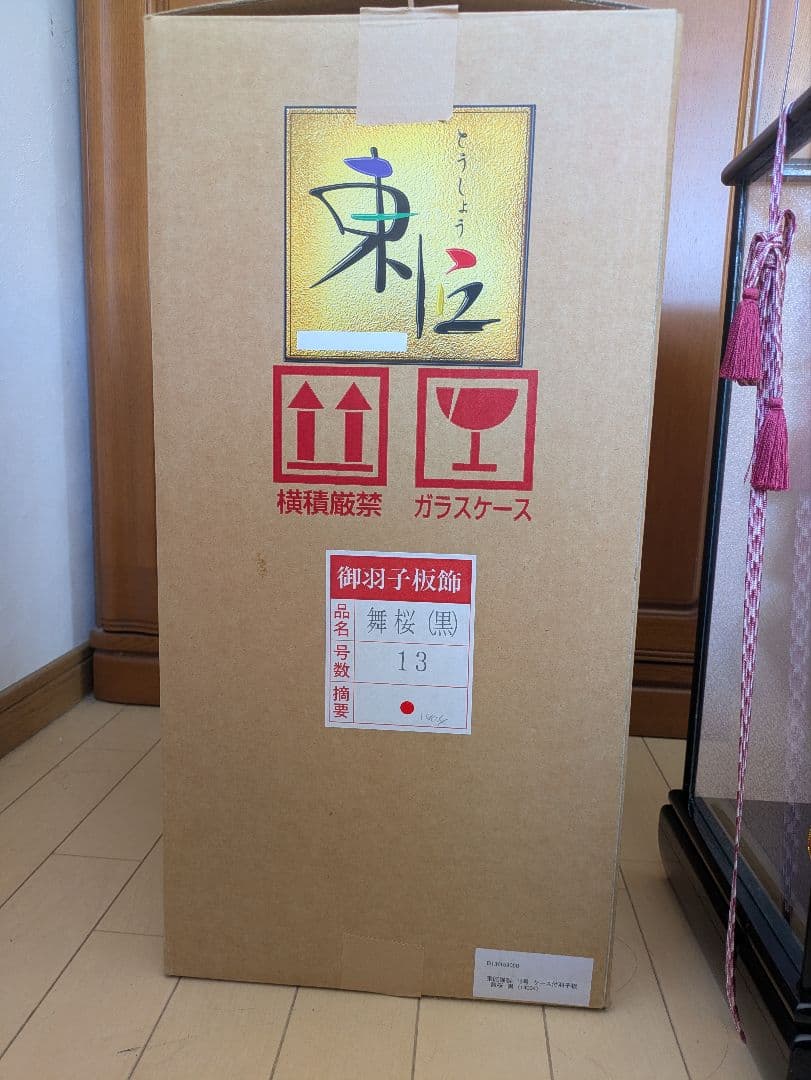 とうしょう
東匠
横積厳禁
ガラスケース
御羽子板飾
品名 舞桜(黒)
号数 13
摘要